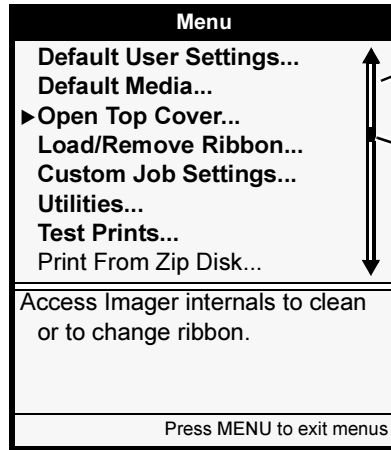 Menu
Default User Settings...
Default Media...
Open Top Cover...
Load/Remove Ribbon...
Custom Job Settings...
Utilities...
Test Prints...
Print From Zip Disk...
Access Imager internals to clean
or to change ribbon.
Press MENU to exit menus